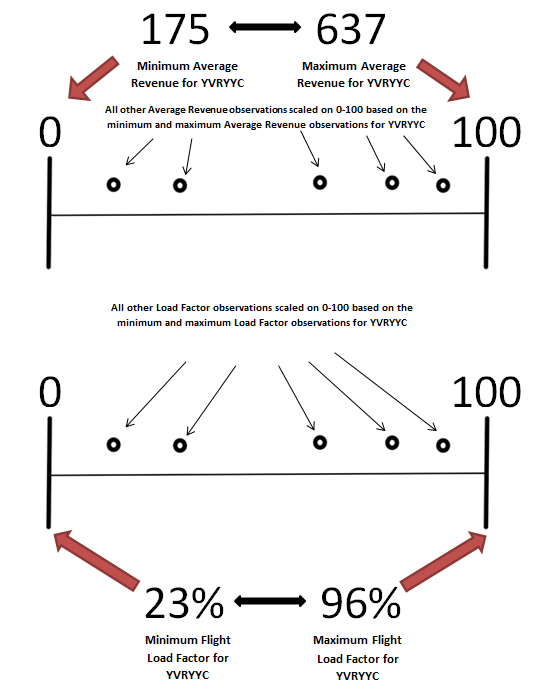 175 637
Minimum Average Maximum Average
Revenue for YVRYYC Revenue for YVRYYC
All other Average Revenue observations scaled on 0-100 based on the
minimum and maximum Average Revenue observations for YVRYYC
0 100
All other Load Factor observations scaled on 0-100 based on the
minimum and maximum Load Factor observations for YVRYYC
0 100
23% 96%
Minimum Flight Maximum Flight
Load Factor for Load Factor for
YVRYYC YVRYYC